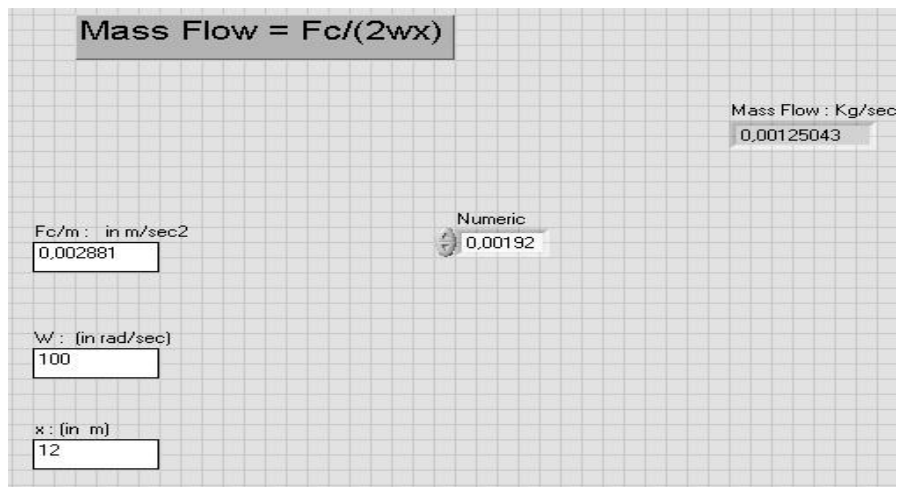 Mass Flow = Fc/(2wx)
Mass Flow : Kg/sec
0,00125043
Numeric
0,00192
Fc/m : in m/sec2
0,002881
W : (in rad/sec)
100
x : (in m)
12